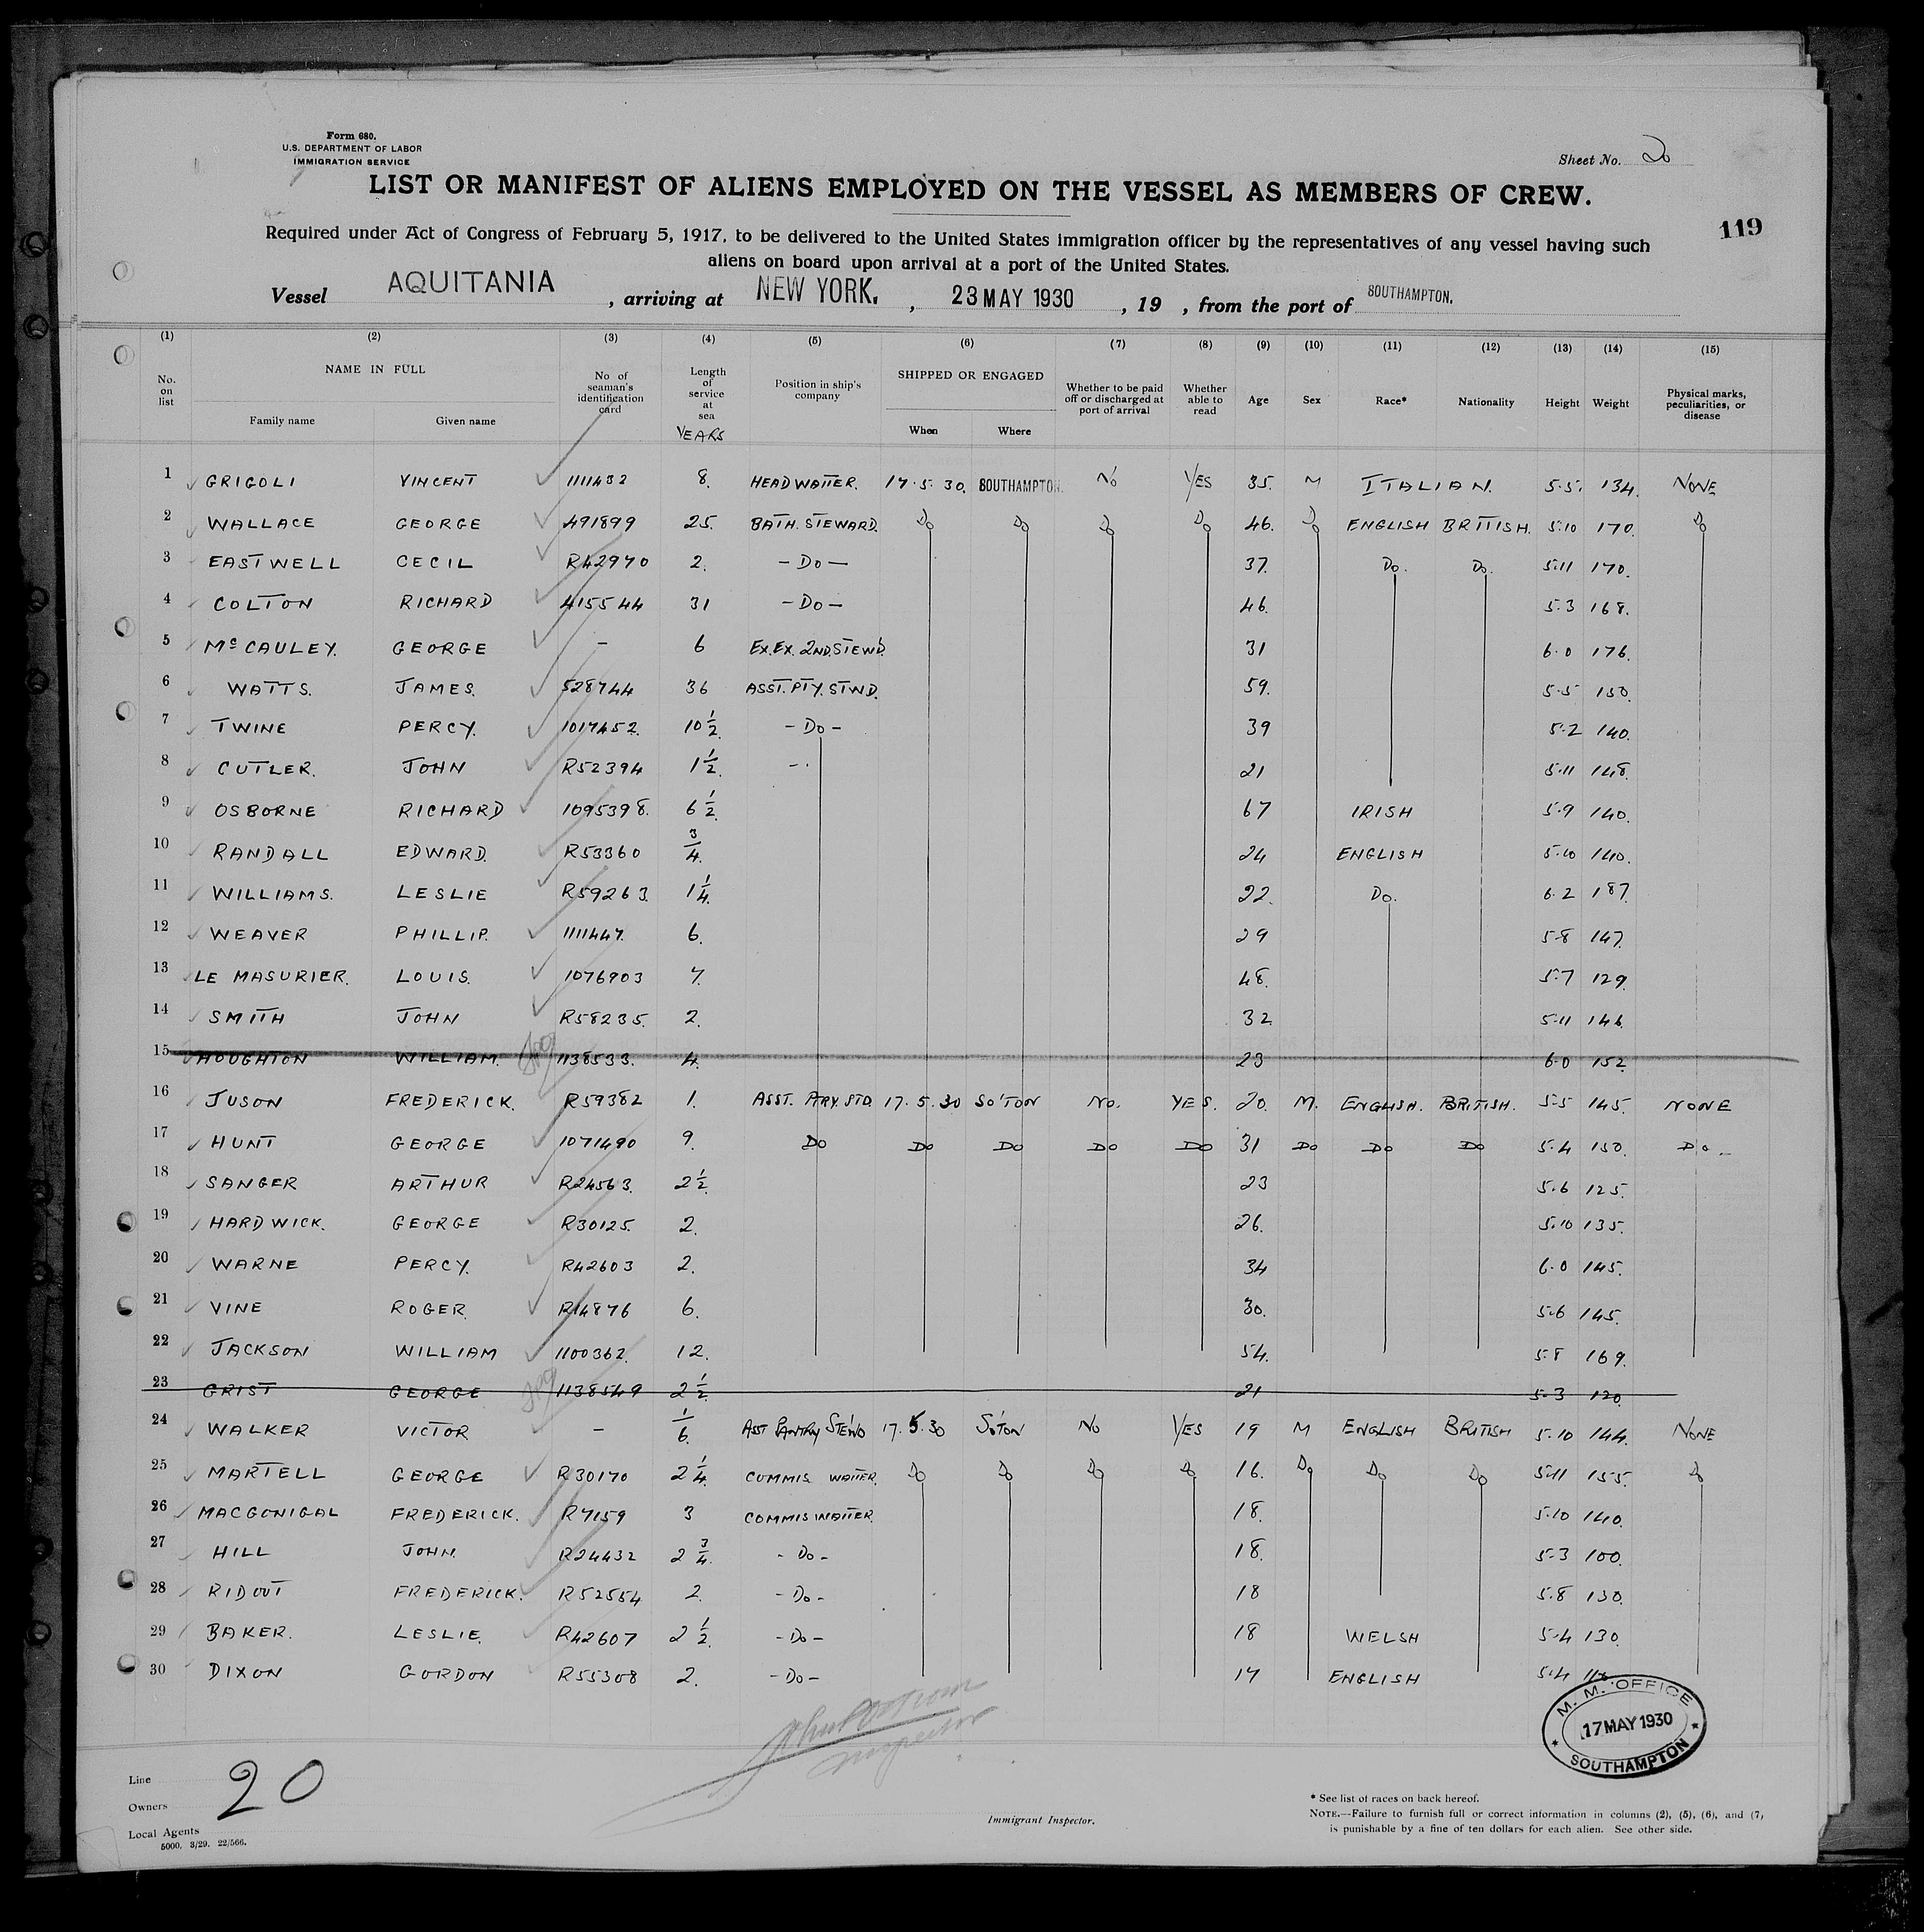 Form 680.
U.S. DEPARTMENT OF LABOR
IMMIGRATION SERVICE
Sheet No. 20
LIST OR MANIFEST OF ALIENS EMPLOYED ON THE VESSEL AS MEMBERS OF CREW.
119
Required under Act of Congress of February 5, 1917, to be delivered to the United States immigration officer by the representatives of any vessel having such
aliens on board upon arrival at a port of the United States.
Vessel AQUITANIA , arriving at NEW YORK. , 23 MAY 1930 , 19 , from the port of SOUTHAMPTON.
(1) (2) (3) (4) (5) (6) (7) (8) (9) (10) (11) (12) (13) (14) (15)
No. on list NAME IN FULL Family name Given name No of seaman's identification card Length of service at sea YEARS Position in ship's company SHIPPED OR ENGAGED When Where Whether to be paid off or discharged at port of arrival Whether able to read Age Sex Race* Nationality Height Weight Physical marks, peculiarities, or disease
1 GRIGOLI VINCENT 1111432 8. HEADWAITER. 17.5.30. SOUTHAMPTON. NO YES 35. M ITALIAN. 5.5. 134. NONE
2 WALLACE GEORGE 491899 25. BATH. STEWARD. Do Do Do Do 46. Do ENGLISH BRITISH. 5.10 170. Do
3 EASTWELL CECIL R42970 2. -Do- 37. Do. Do. 5.11 170.
4 COLTON RICHARD 415544 31 -Do- 46. 5.3 168.
5 McCAULEY. GEORGE - 6 EX.EX. 2ND.STEWD. 31 6.0 176.
6 WATTS. JAMES. 528744 36 ASST.PTY.STWD. 59. 5.5 150.
7 TWINE PERCY. 1017452. 10½ -Do- 39 5.2 140.
8 CUTLER. JOHN R52394 1½ -. 21 5.11 148.
9 OSBORNE RICHARD 1095398. 6½ 67 IRISH 5.9 140.
10 RANDALL EDWARD. R53360 ¾ 24 ENGLISH 5.10 140.
11 WILLIAMS. LESLIE R59263. 1¼ 22. Do. 6.2 187.
12 WEAVER PHILLIP. 1111447. 6. 29 5.8 147.
13 LE MASURIER. LOUIS. 1076903 7. 48. 5.7 129.
14 SMITH JOHN R58235. 2. 32 5.11 146.
15 HOUGHTON WILLIAM. 1138533. 4. 23 6.0 152
16 JUSON FREDERICK. R59382 1. ASST. PRY. STD 17.5.30 SO'TON NO. YES. 20. M. ENGLISH. BRITISH. 5.5 145. NONE
17 HUNT GEORGE 1071490 9. DO DO DO DO DO 31 DO DO DO 5.4 150. Do-
18 SANGER ARTHUR R24563. 2½ 23 5.6 125.
19 HARDWICK. GEORGE R30125. 2. 26. 5.10 135.
20 WARNE PERCY. R42603 2. 34 6.0 145.
21 VINE ROGER. R14876 6. 30. 5.6 145.
22 JACKSON WILLIAM 1100362. 12. 54. 5.8 169.
23 GRIST GEORGE 1138549 2½ 21 5.3 120.
24 WALKER VICTOR - 1/6. ASST PANTRY STEWD 17.5.30 SO'TON NO YES 19 M ENGLISH BRITISH 5.10 144. NONE
25 MARTELL GEORGE R30170 2¼ COMMIS WAITER. Do Do Do Do 16. Do Do Do 5.11 155. Do
26 MACGONIGAL FREDERICK. R7159 3 COMMIS WAITER. 18. 5.10 140.
27 HILL JOHN. R24432 2¾ -Do- 18. 5.3 100.
28 RIDOUT FREDERICK. R52554 2. -Do- 18 5.8 130.
29 BAKER. LESLIE. R42607 2½ -Do- 18 WELSH 5.4 130.
30 DIXON GORDON R55308 2. -Do- 17 ENGLISH 5.4
M. M. OFFICE
17 MAY 1930
SOUTHAMPTON
Inspector
Line
Owners
Local Agents
20
5000. 3/29. 22/566.
Immigrant Inspector.
* See list of races on back hereof.
NOTE.—Failure to furnish full or correct information in columns (2), (5), (6), and (7)
is punishable by a fine of ten dollars for each alien. See other side.